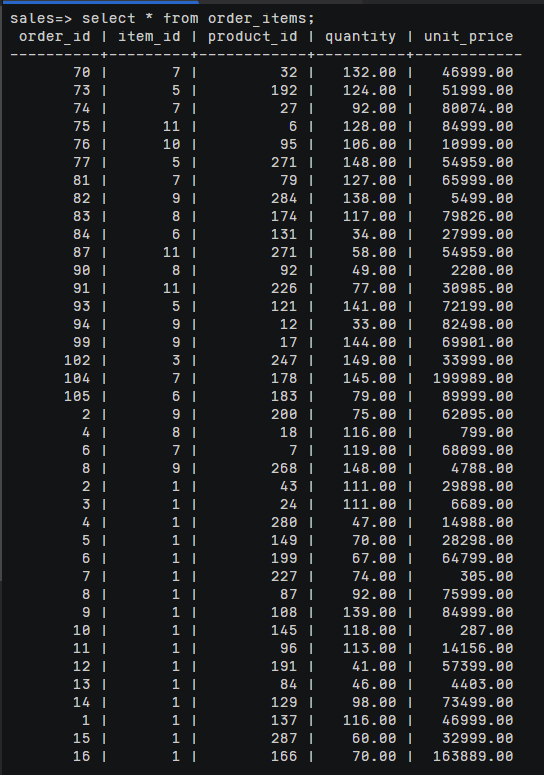 sales=> select * from order_items;
 order_id | item_id | product_id | quantity | unit_price
----------+---------+------------+----------+------------
       70 |       7 |         32 |   132.00 |   46999.00
       73 |       5 |        192 |   124.00 |   51999.00
       74 |       7 |         27 |    92.00 |   80074.00
       75 |      11 |          6 |   128.00 |   84999.00
       76 |      10 |         95 |   106.00 |   10999.00
       77 |       5 |        271 |   148.00 |   54959.00
       81 |       7 |         79 |   127.00 |   65999.00
       82 |       9 |        284 |   138.00 |    5499.00
       83 |       8 |        174 |   117.00 |   79826.00
       84 |       6 |        131 |    34.00 |   27999.00
       87 |      11 |        271 |    58.00 |   54959.00
       90 |       8 |         92 |    49.00 |    2200.00
       91 |      11 |        226 |    77.00 |   30985.00
       93 |       5 |        121 |   141.00 |   72199.00
       94 |       9 |         12 |    33.00 |   82498.00
       99 |       9 |         17 |   144.00 |   69901.00
      102 |       3 |        247 |   149.00 |   33999.00
      104 |       7 |        178 |   145.00 |  199989.00
      105 |       6 |        183 |    79.00 |   89999.00
        2 |       9 |        200 |    75.00 |   62095.00
        4 |       8 |         18 |   116.00 |     799.00
        6 |       7 |          7 |   119.00 |   68099.00
        8 |       9 |        268 |   148.00 |    4788.00
        2 |       1 |         43 |   111.00 |   29898.00
        3 |       1 |         24 |   111.00 |    6689.00
        4 |       1 |        280 |    47.00 |   14988.00
        5 |       1 |        149 |    70.00 |   28298.00
        6 |       1 |        199 |    67.00 |   64799.00
        7 |       1 |        227 |    74.00 |     305.00
        8 |       1 |         87 |    92.00 |   75999.00
        9 |       1 |        108 |   139.00 |   84999.00
       10 |       1 |        145 |   118.00 |     287.00
       11 |       1 |         96 |   113.00 |   14156.00
       12 |       1 |        191 |    41.00 |   57399.00
       13 |       1 |         84 |    46.00 |    4403.00
       14 |       1 |        129 |    98.00 |   73499.00
        1 |       1 |        137 |   116.00 |   46999.00
       15 |       1 |        287 |    60.00 |   32999.00
       16 |       1 |        166 |    70.00 |  163889.00